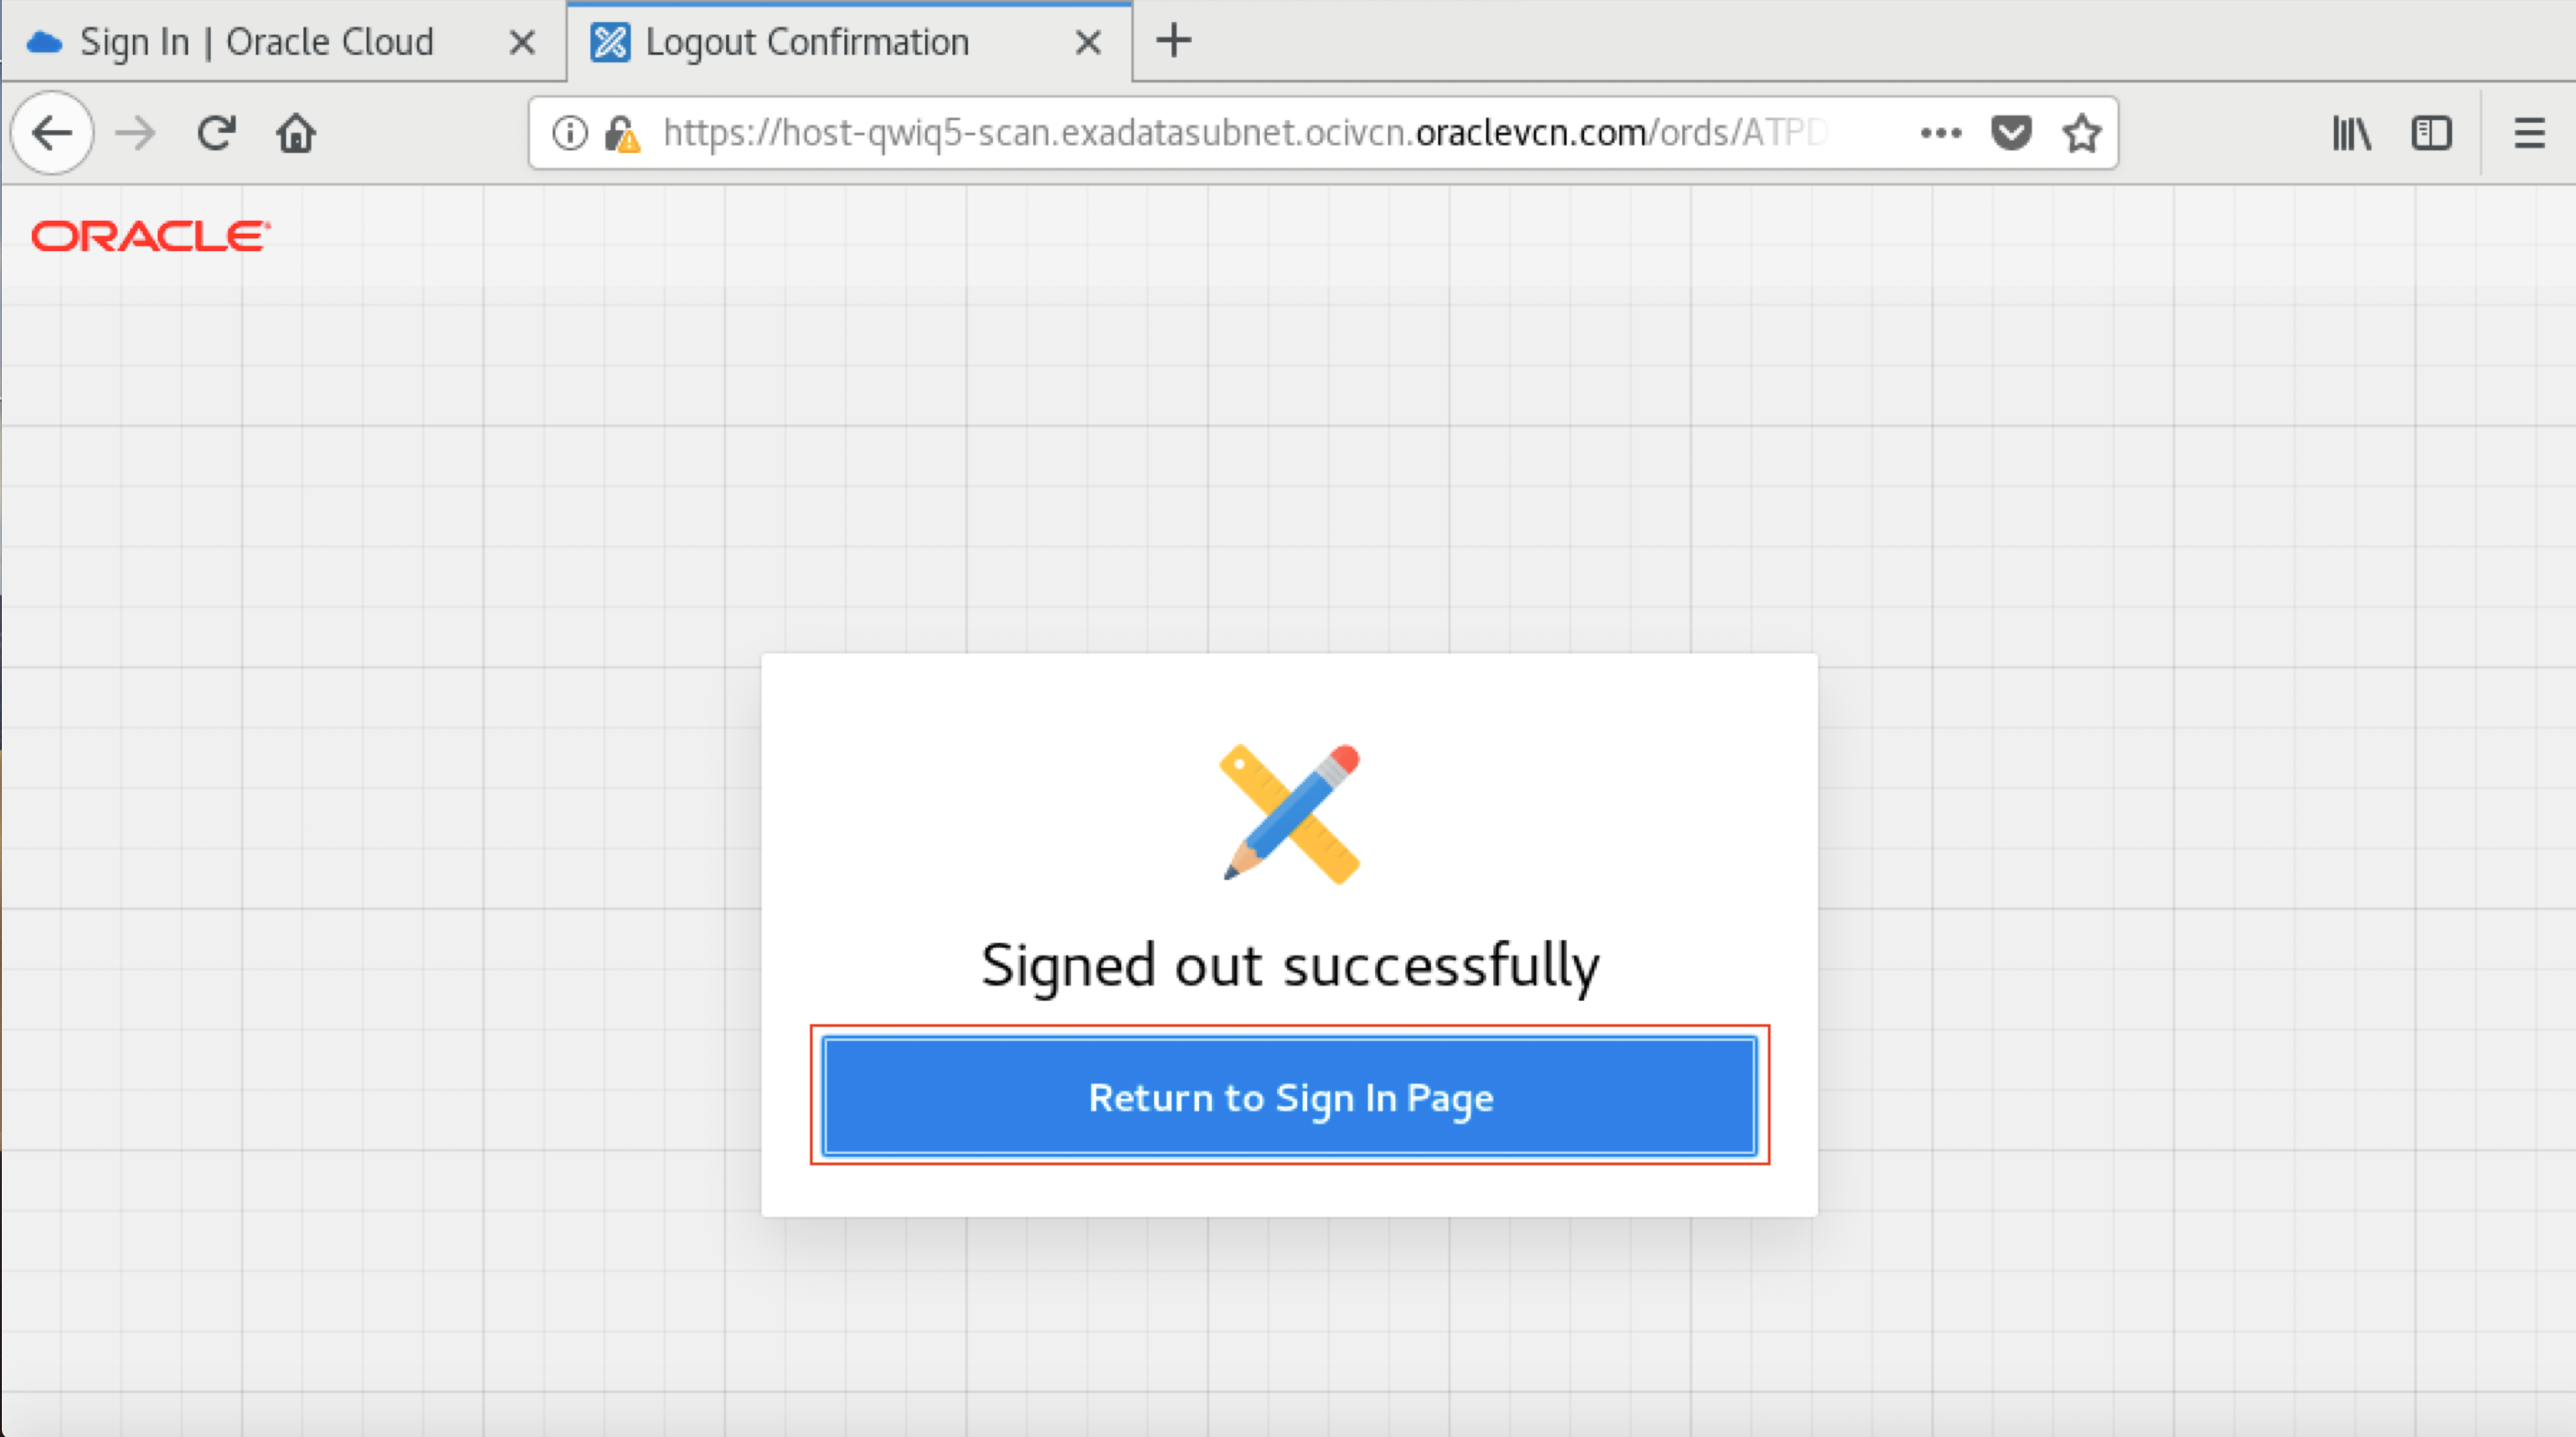 Sign In | Oracle Cloud
Logout Confirmation
https://host-qwiq5-scan.exadatasubnet.ocivcn.oraclevcn.com/ords/ATPD
ORACLE
Signed out successfully
Return to Sign In Page